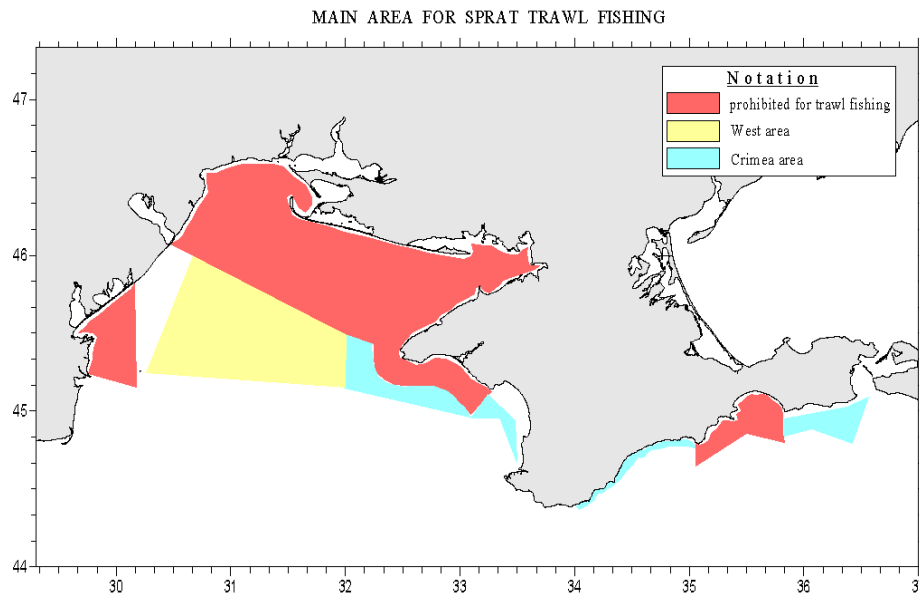 MAIN AREA FOR SPRAT TRAWL FISHING
Notation
prohibited for trawl fishing
West area
Crimea area
47
46
45
44
30 31 32 33 34 35 36 3